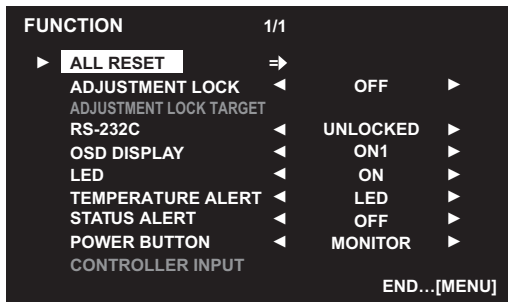 FUNCTION 1/1
ALL RESET
ADJUSTMENT LOCK OFF
ADJUSTMENT LOCK TARGET
RS-232C UNLOCKED
OSD DISPLAY ON1
LED ON
TEMPERATURE ALERT LED
STATUS ALERT OFF
POWER BUTTON MONITOR
CONTROLLER INPUT
END...[MENU]